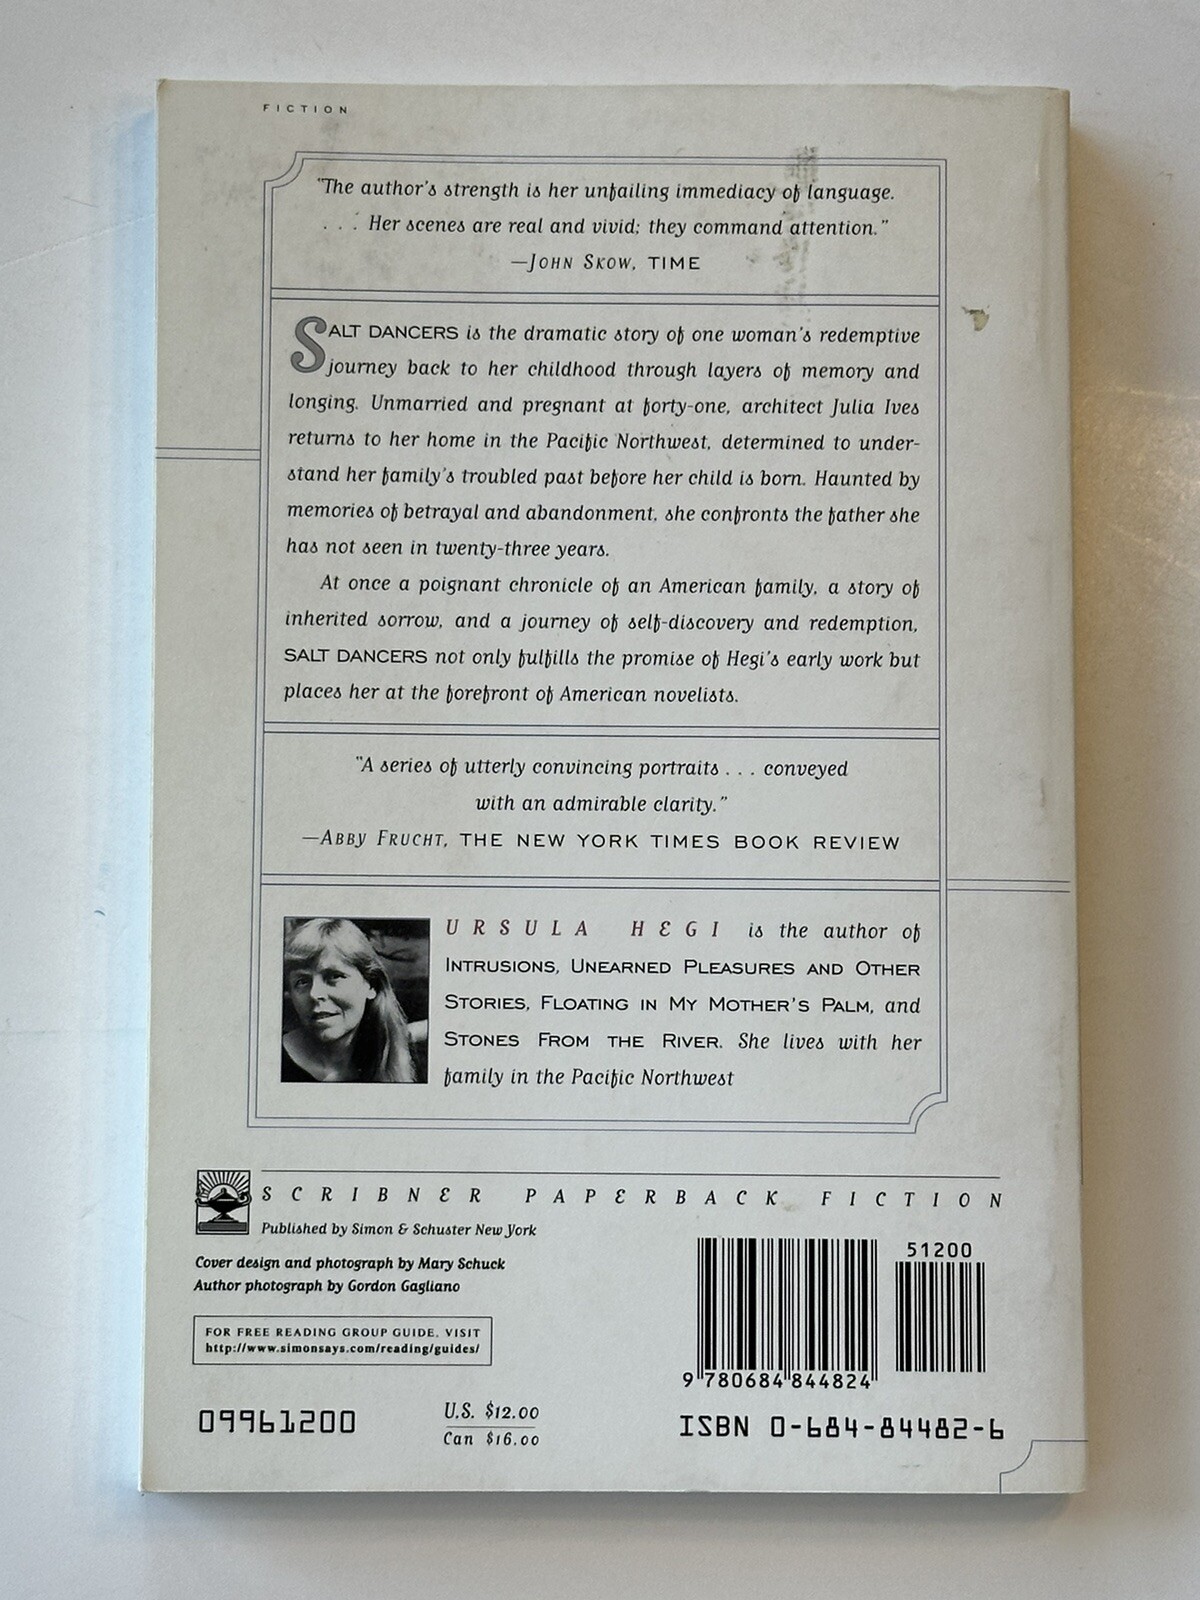 FICTION
"The author's strength is her unfailing immediacy of language.
. . . Her scenes are real and vivid; they command attention."
—JOHN SKOW, TIME
SALT DANCERS is the dramatic story of one woman's redemptive
journey back to her childhood through layers of memory and
longing. Unmarried and pregnant at forty-one, architect Julia Ives
returns to her home in the Pacific Northwest, determined to under-
stand her family's troubled past before her child is born. Haunted by
memories of betrayal and abandonment, she confronts the father she
has not seen in twenty-three years.
At once a poignant chronicle of an American family, a story of
inherited sorrow, and a journey of self-discovery and redemption,
SALT DANCERS not only fulfills the promise of Hegi's early work but
places her at the forefront of American novelists.
"A series of utterly convincing portraits . . . conveyed
with an admirable clarity."
—ABBY FRUCHT, THE NEW YORK TIMES BOOK REVIEW
URSULA HEGI is the author of
INTRUSIONS, UNEARNED PLEASURES AND OTHER
STORIES, FLOATING IN MY MOTHER'S PALM, and
STONES FROM THE RIVER. She lives with her
family in the Pacific Northwest
SCRIBNER PAPERBACK FICTION
Published by Simon & Schuster New York
Cover design and photograph by Mary Schuck
Author photograph by Gordon Gagliano
FOR FREE READING GROUP GUIDE, VISIT
http://www.simonsays.com/reading/guides/
09961200
U.S. $12.00
Can $16.00
51200
9 780684 844824
ISBN 0-684-84482-6